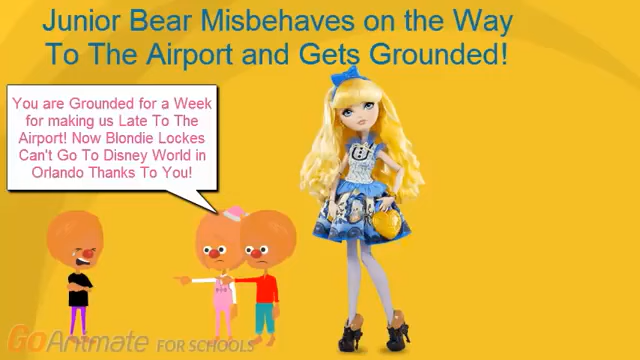 Junior Bear Misbehaves on the Way
To The Airport and Gets Grounded!
You are Grounded for a Week
for making us Late To The
Airport! Now Blondie Lockes
Can't Go To Disney World in
Orlando Thanks To You!
GoAnimate FOR SCHOOLS